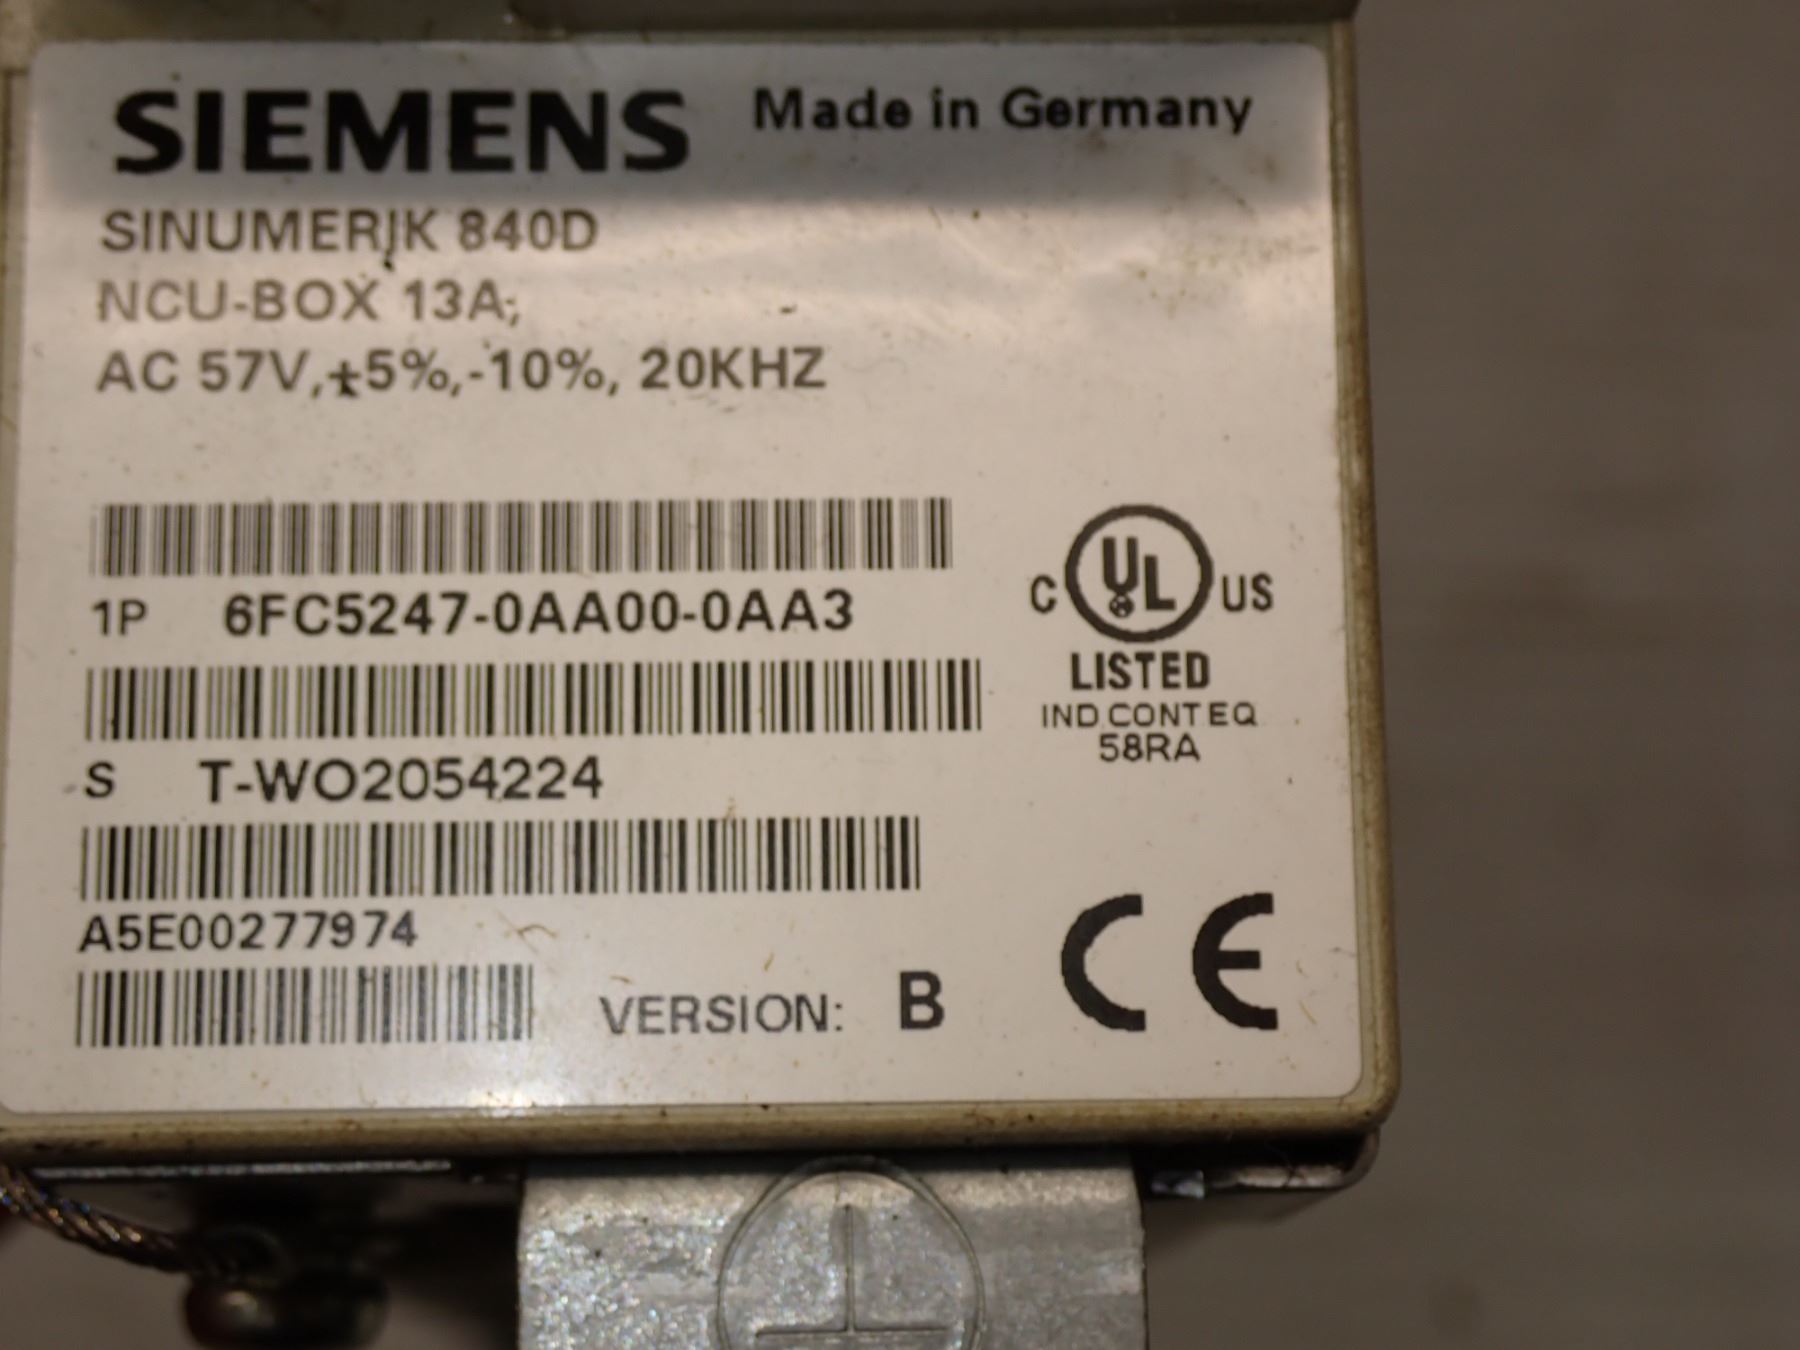 SIEMENS Made in Germany
SINUMERIK 840D
NCU-BOX 13A;
AC 57V,+5%,-10%, 20KHZ
1P 6FC5247-0AA00-0AA3
C UL US
LISTED
IND CONT EQ
58RA
S T-WO2054224
A5E00277974
VERSION: B
CE